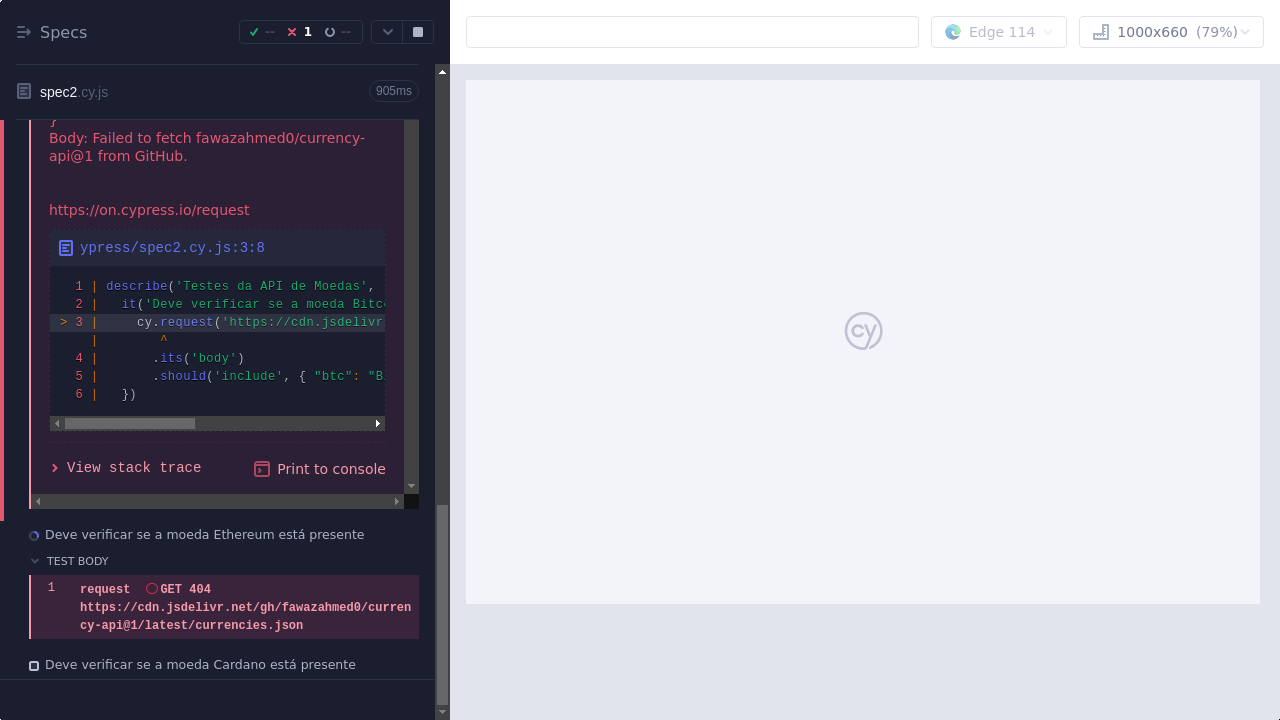 Specs
--
1
--
Edge 114
1000x660 (79%)
spec2.cy.js
905ms
}
Body: Failed to fetch fawazahmed0/currency-
api@1 from GitHub.
https://on.cypress.io/request
ypress/spec2.cy.js:3:8
1 | describe('Testes da API de Moedas',
2 | it('Deve verificar se a moeda Bitc
> 3 | cy.request('https://cdn.jsdelivr
| ^
4 | .its('body')
5 | .should('include', { "btc": "B
6 | })
View stack trace
Print to console
Deve verificar se a moeda Ethereum está presente
TEST BODY
1 request GET 404
https://cdn.jsdelivr.net/gh/fawazahmed0/curren
cy-api@1/latest/currencies.json
Deve verificar se a moeda Cardano está presente
cy